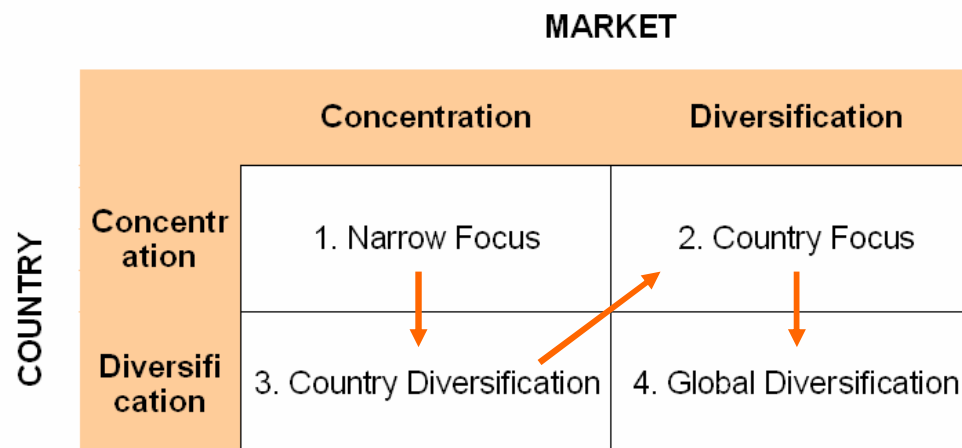 MARKET
Concentration Diversification
COUNTRY
Concentr
ation
1. Narrow Focus 2. Country Focus
Diversifi
cation
3. Country Diversification 4. Global Diversification